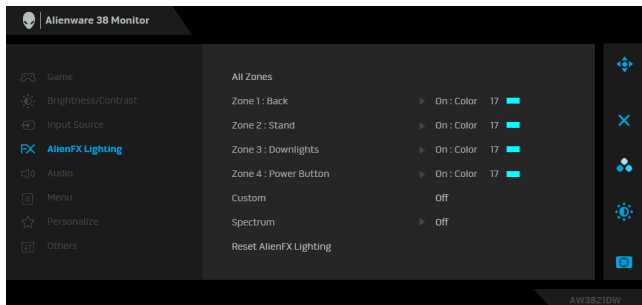 Alienware 38 Monitor
Game
Brightness/Contrast
Input Source
AlienFX Lighting
Audio
Menu
Personalize
Others
All Zones
Zone 1 : Back On : Color 17
Zone 2 : Stand On : Color 17
Zone 3 : Downlights On : Color 17
Zone 4 : Power Button On : Color 17
Custom Off
Spectrum Off
Reset AlienFX Lighting
AW3821DW